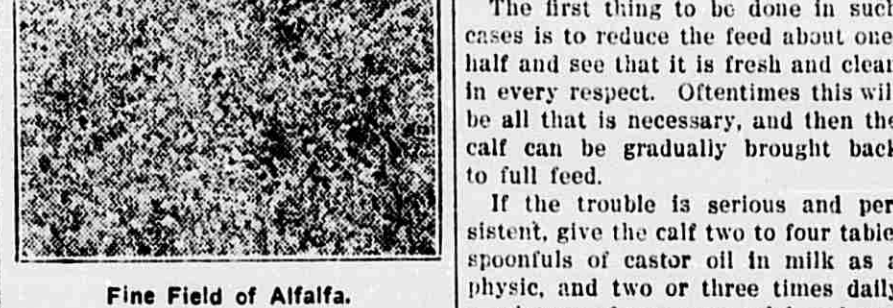 Fine Field of Alfalfa.
The first thing to be done in such
cases is to reduce the feed about one
half and see that it is fresh and clean
in every respect. Oftentimes this will
be all that is necessary, and then the
calf can be gradually brought back
to full feed.
If the trouble is serious and per
sistent, give the calf two to four table
spoonfuls of castor oil in milk as a
physic, and two or three times daily